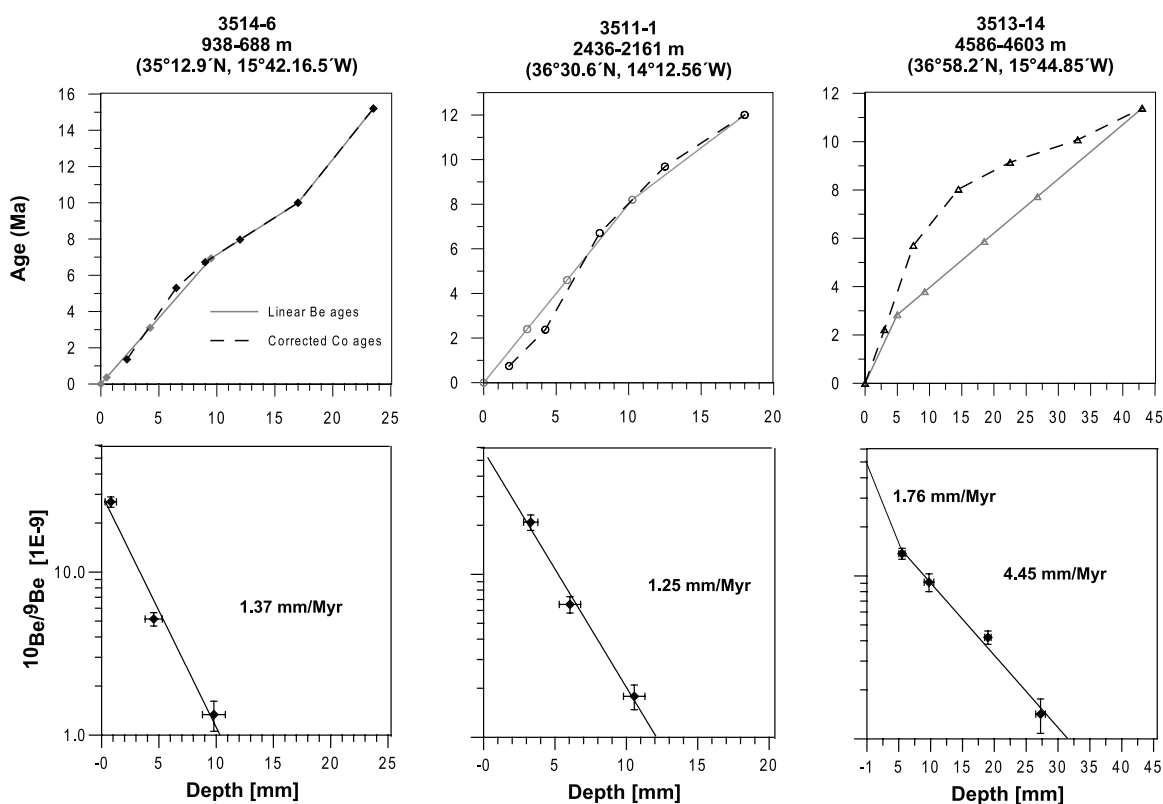 3514-6
938-688 m
(35°12.9´N, 15°42.16.5´W)
3511-1
2436-2161 m
(36°30.6´N, 14°12.56´W)
3513-14
4586-4603 m
(36°58.2´N, 15°44.85´W)
Age (Ma)
16
14
12
10
8
6
4
2
0
Linear Be ages
Corrected Co ages
0 5 10 15 20 25
12
10
8
6
4
2
0
0 5 10 15 20
12
10
8
6
4
2
0
0 5 10 15 20 25 30 35 40 45
10Be/9Be [1E-9]
10.0
1.0
1.37 mm/Myr
-0 5 10 15 20 25
Depth [mm]
1.25 mm/Myr
-0 5 10 15 20
Depth [mm]
1.76 mm/Myr
4.45 mm/Myr
-1 5 10 15 20 25 30 35 40 45
Depth [mm]